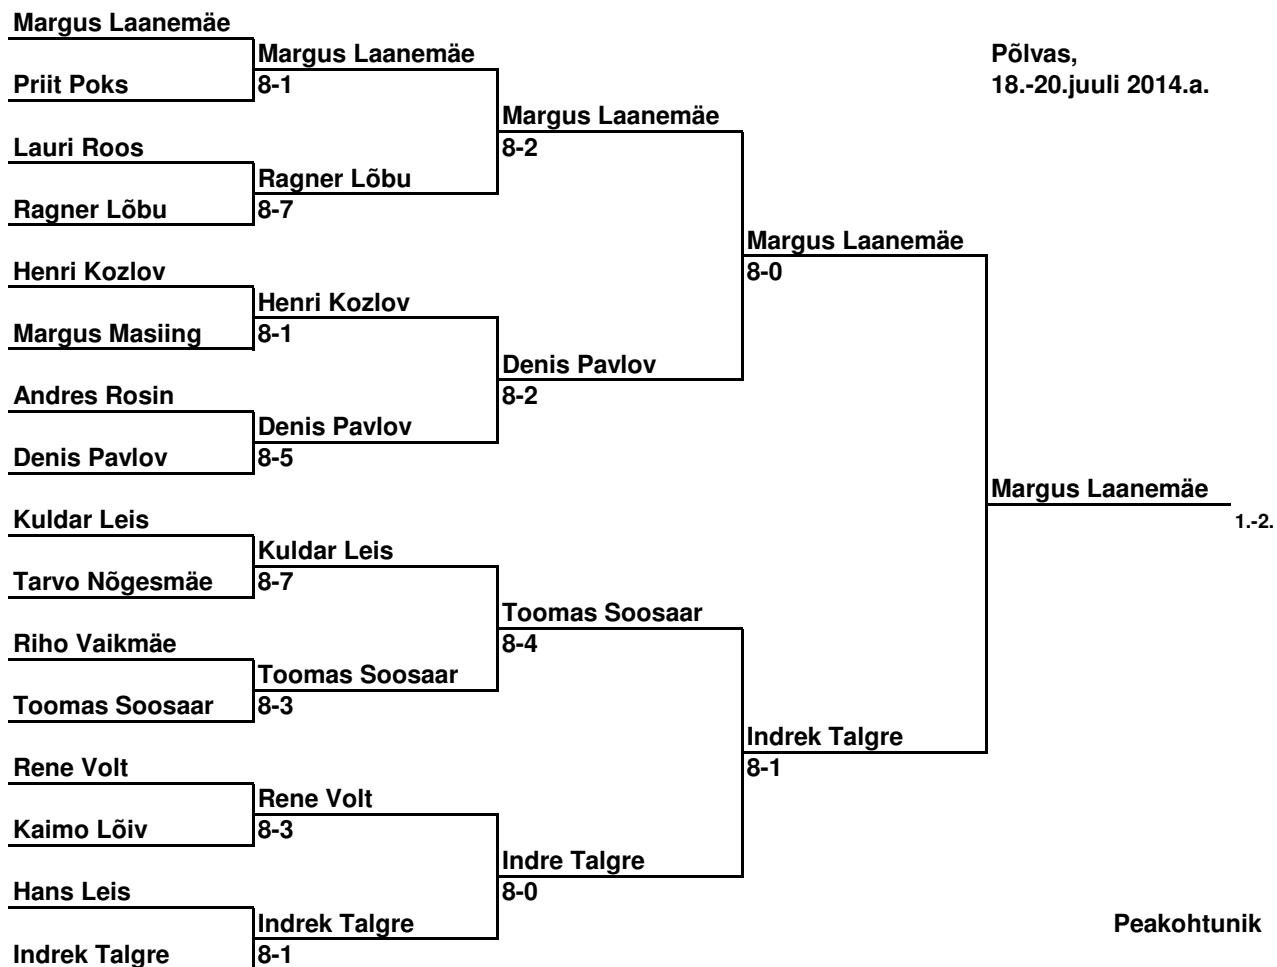 Margus Laanemäe
Margus Laanemäe
Põlvas,
Priit Poks
8-1
18.-20.juuli 2014.a.
Margus Laanemäe
Lauri Roos
8-2
Ragner Lõbu
Ragner Lõbu
8-7
Margus Laanemäe
Henri Kozlov
8-0
Henri Kozlov
Margus Masiing
8-1
Denis Pavlov
Andres Rosin
8-2
Denis Pavlov
Denis Pavlov
8-5
Margus Laanemäe
Kuldar Leis
1.-2.
Kuldar Leis
Tarvo Nõgesmäe
8-7
Toomas Soosaar
Riho Vaikmäe
8-4
Toomas Soosaar
Toomas Soosaar
8-3
Indrek Talgre
Rene Volt
8-1
Rene Volt
Kaimo Lõiv
8-3
Indre Talgre
Hans Leis
8-0
Indrek Talgre
Peakohtunik
Indrek Talgre
8-1